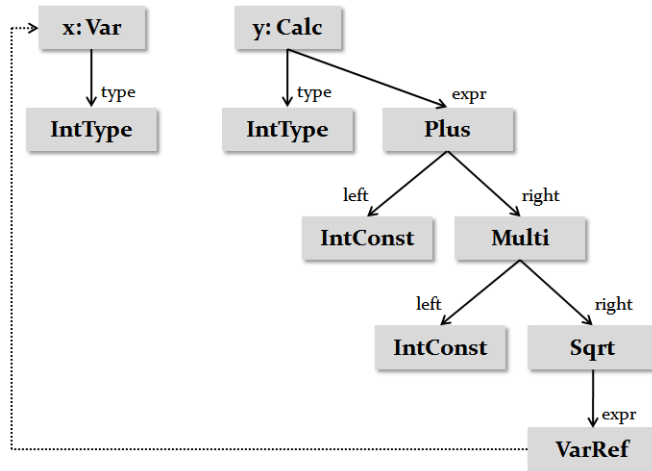 x: Var
y: Calc
type
type
expr
IntType
IntType
Plus
left
right
IntConst
Multi
left
right
IntConst
Sqrt
expr
VarRef